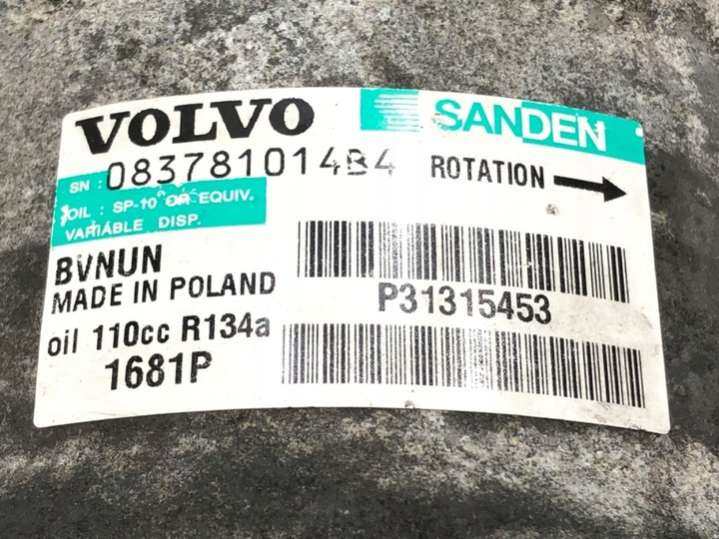 VOLVO SANDEN
SN : 083781014B4 ROTATION
OIL : SP-10 OR EQUIV.
VARIABLE DISP.
BVNUN
MADE IN POLAND
P31315453
oil 110cc R134a
1681P